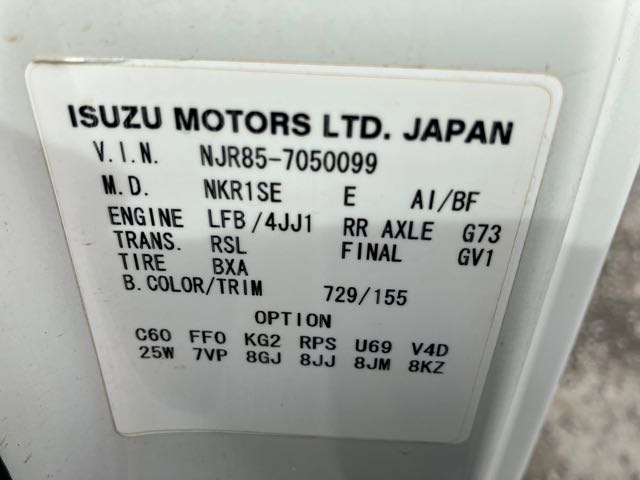 ISUZU MOTORS LTD. JAPAN
V.I.N. NJR85-7050099
M.D. NKR1SE E AI/BF
ENGINE LFB/4JJ1 RR AXLE G73
TRANS. RSL FINAL GV1
TIRE BXA
B.COLOR/TRIM 729/155
OPTION
C60 FF0 KG2 RPS U69 V4D
25W 7VP 8GJ 8JJ 8JM 8KZ